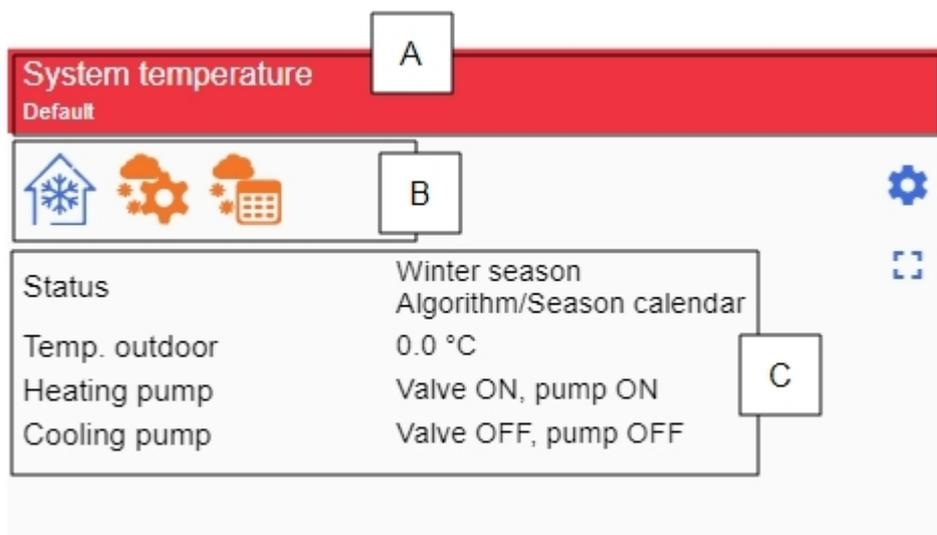 A
System temperature
Default
B
Status
Winter season
Algorithm/Season calendar
Temp. outdoor 0.0 °C
Heating pump Valve ON, pump ON
Cooling pump Valve OFF, pump OFF
C